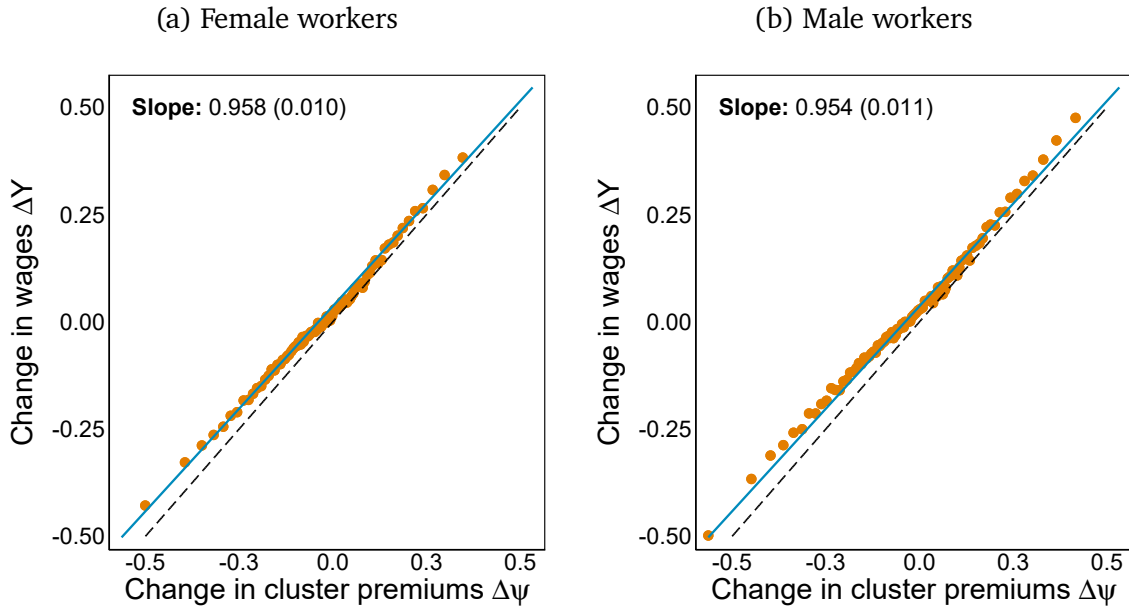 (a) Female workers
Slope: 0.958 (0.010)
Change in wages ΔY
0.50
0.25
0.00
-0.25
-0.50
-0.5 -0.3 0.0 0.3 0.5
Change in cluster premiums Δψ
(b) Male workers
Slope: 0.954 (0.011)
Change in wages ΔY
0.50
0.25
0.00
-0.25
-0.50
-0.5 -0.3 0.0 0.3 0.5
Change in cluster premiums Δψ